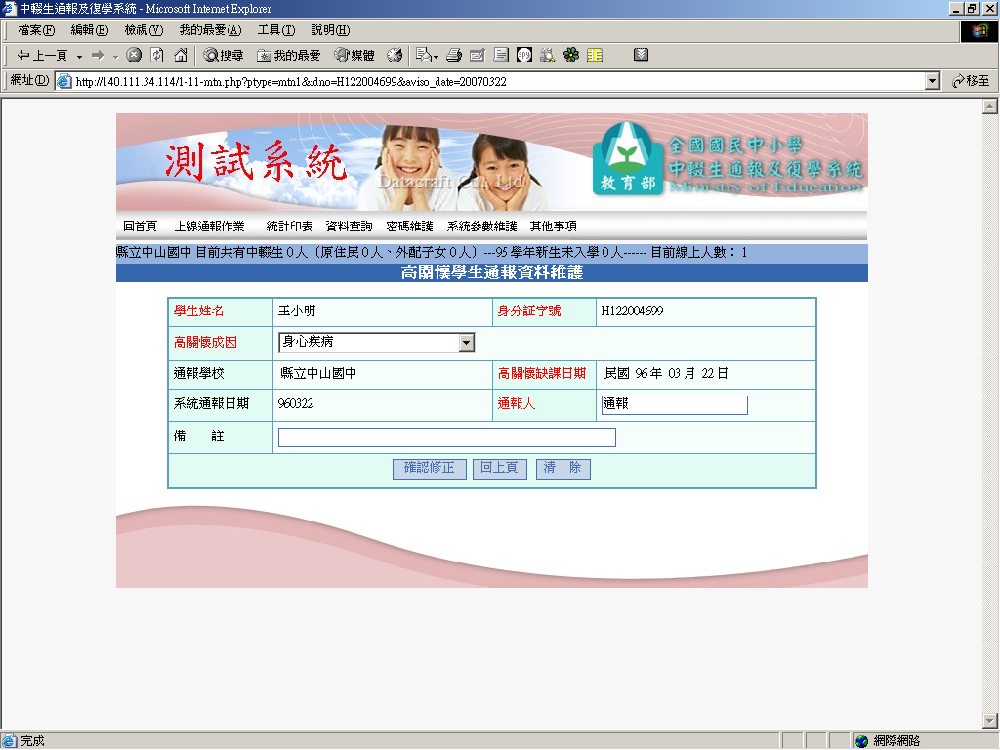 中輟生通報及復學系統 - Microsoft Internet Explorer
檔案(F) 編輯(E) 檢視(V) 我的最愛(A) 工具(T) 說明(H)
上一頁 搜尋 我的最愛 媒體
網址(D) http://140.111.34.114/1-11-mtn.php?ptype=mtn1&idno=H122004699&aviso_date=20070322 移至
測試系統
Datacraft Co., Ltd
教育部
全國國民中小學
中輟生通報及復學系統
Ministry of Education
回首頁 上線通報作業 統計印表 資料查詢 密碼維護 系統參數維護 其他事項
縣立中山國中 目前共有中輟生 0 人〔原住民 0 人、外配子女 0 人〕---95 學年新生未入學 0 人------ 目前線上人數： 1
高關懷學生通報資料維護
學生姓名 王小明 身分証字號 H122004699
高關懷成因 身心疾病
通報學校 縣立中山國中 高關懷缺課日期 民國 96 年 03 月 22 日
系統通報日期 960322 通報人 通報
備 註
確認修正 回上頁 清 除
完成 網際網路